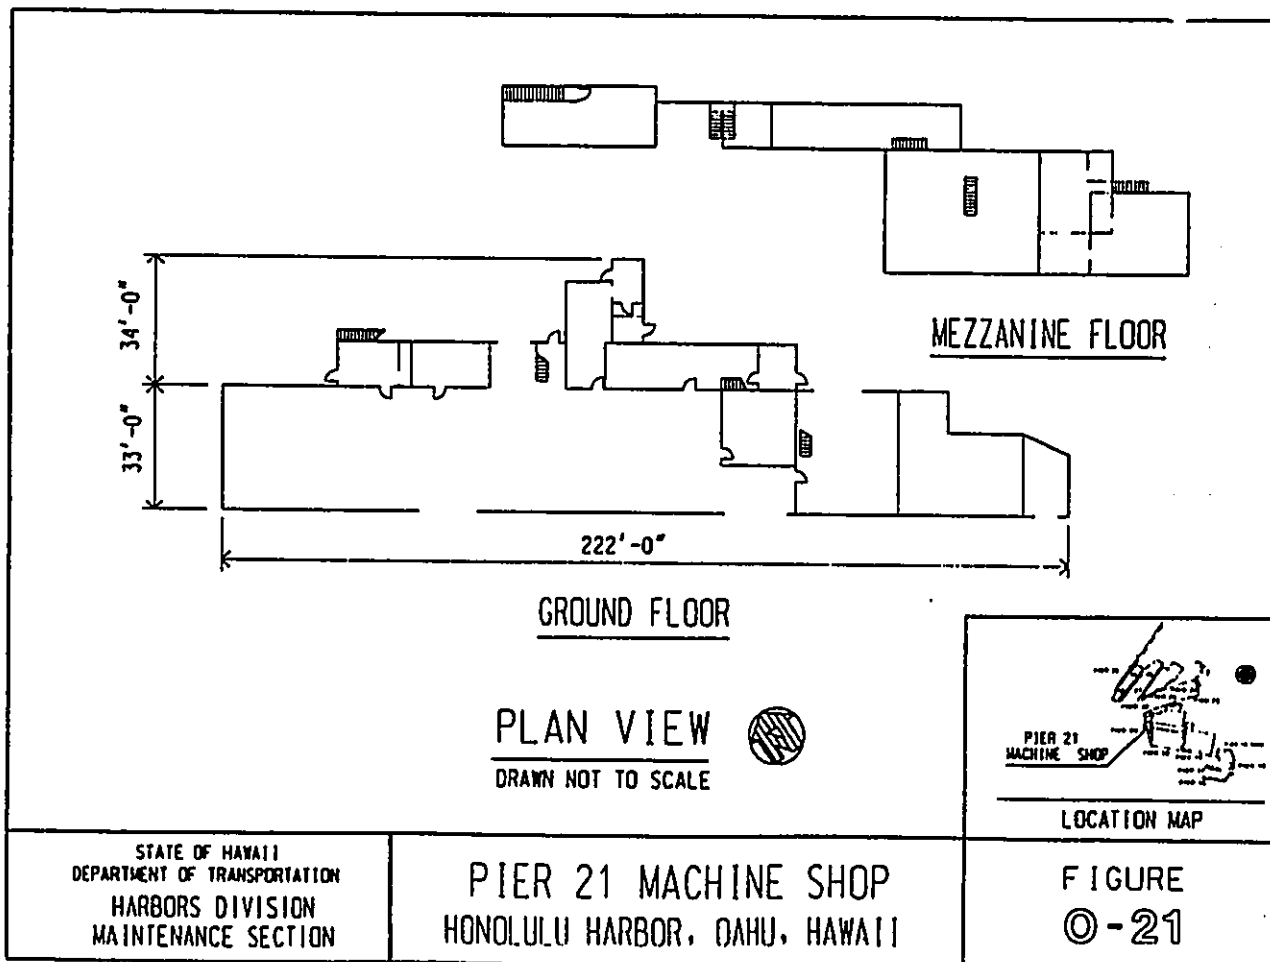 MEZZANINE FLOOR
34'-0"
33'-0"
222'-0"
GROUND FLOOR
PLAN VIEW
DRAWN NOT TO SCALE
PIER 21
MACHINE SHOP
LOCATION MAP
STATE OF HAWAII
DEPARTMENT OF TRANSPORTATION
HARBORS DIVISION
MAINTENANCE SECTION
PIER 21 MACHINE SHOP
HONOLULU HARBOR, OAHU, HAWAII
FIGURE
O-21